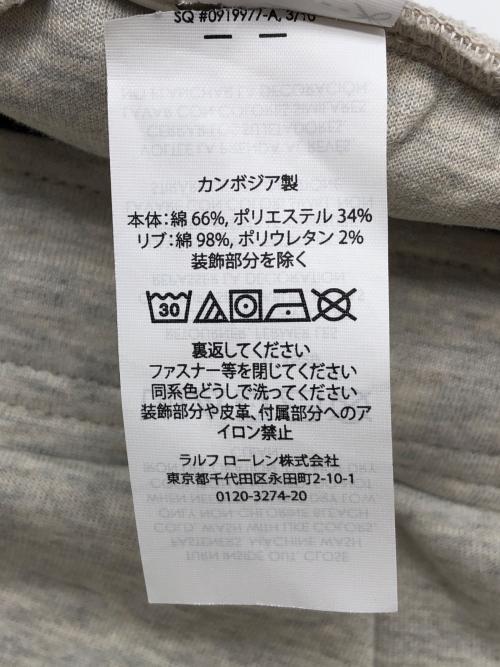 SQ #0919977-A, 3/16
カンボジア製
本体：綿 66%, ポリエステル 34%
リブ：綿 98%, ポリウレタン 2%
装飾部分を除く
30
裏返してください
ファスナー等を閉じてください
同系色どうしで洗ってください
装飾部分や皮革、付属部分へのア
イロン禁止
ラルフ ローレン株式会社
東京都千代田区永田町2-10-1
0120-3274-20